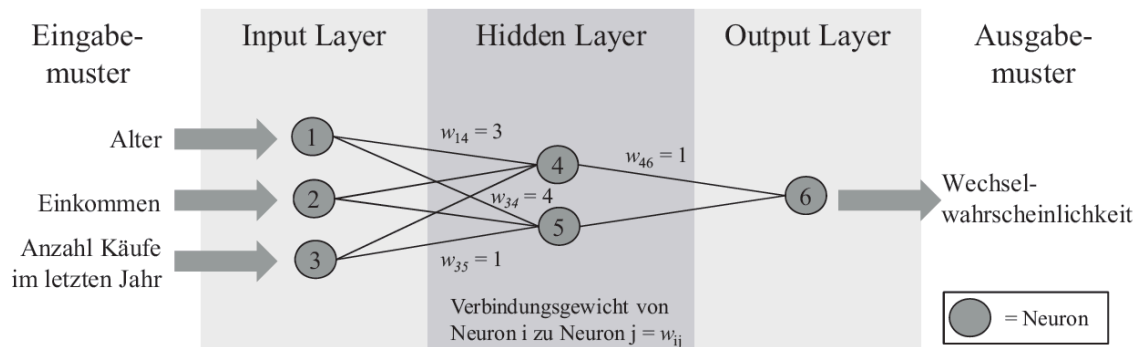 Eingabe-
muster
Input Layer
Hidden Layer
Output Layer
Ausgabe-
muster
Alter
Einkommen
Anzahl Käufe
im letzten Jahr
1
2
3
w14 = 3
w34 = 4
w35 = 1
4
5
w46 = 1
6
Wechsel-
wahrscheinlichkeit
Verbindungsgewicht von
Neuron i zu Neuron j = wij
= Neuron